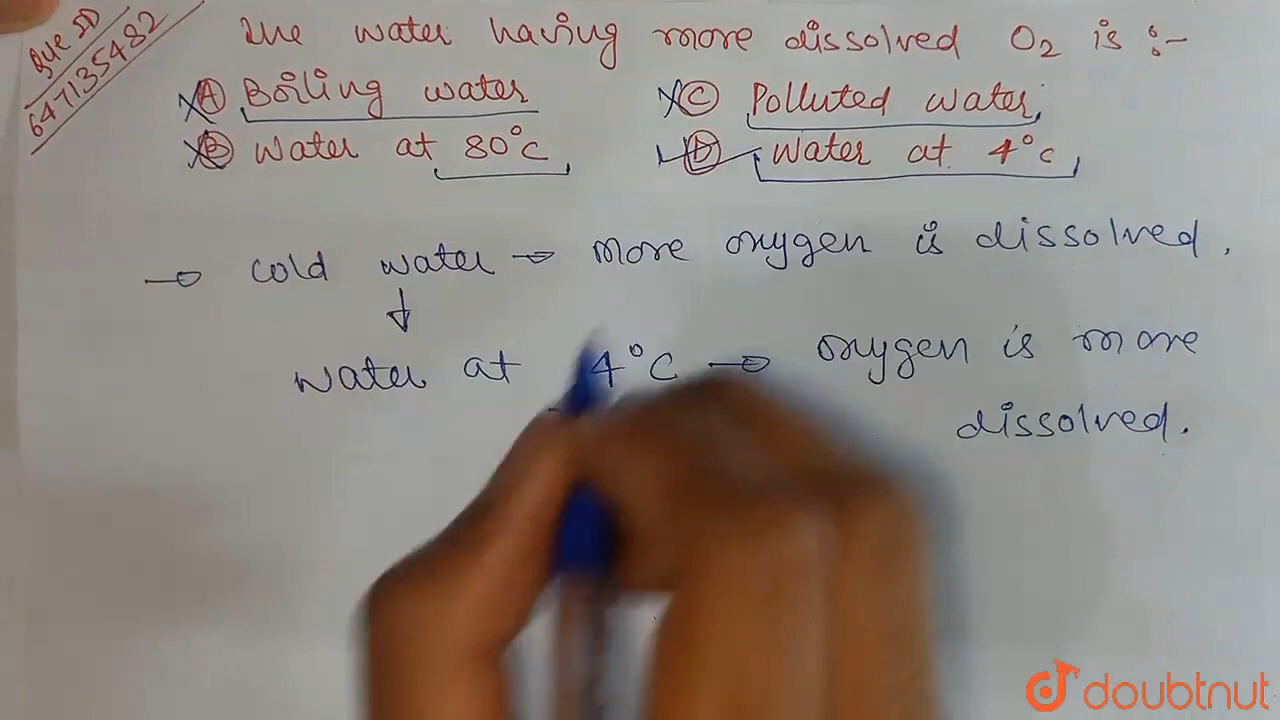 Que ID
647135482
The water having more dissolved O2 is :-
A Boiling water
B Water at 80°C
C Polluted water
D Water at 4°C
→ cold water → more oxygen is dissolved.
↓
Water at 4°C → oxygen is more
dissolved.
doubtnut